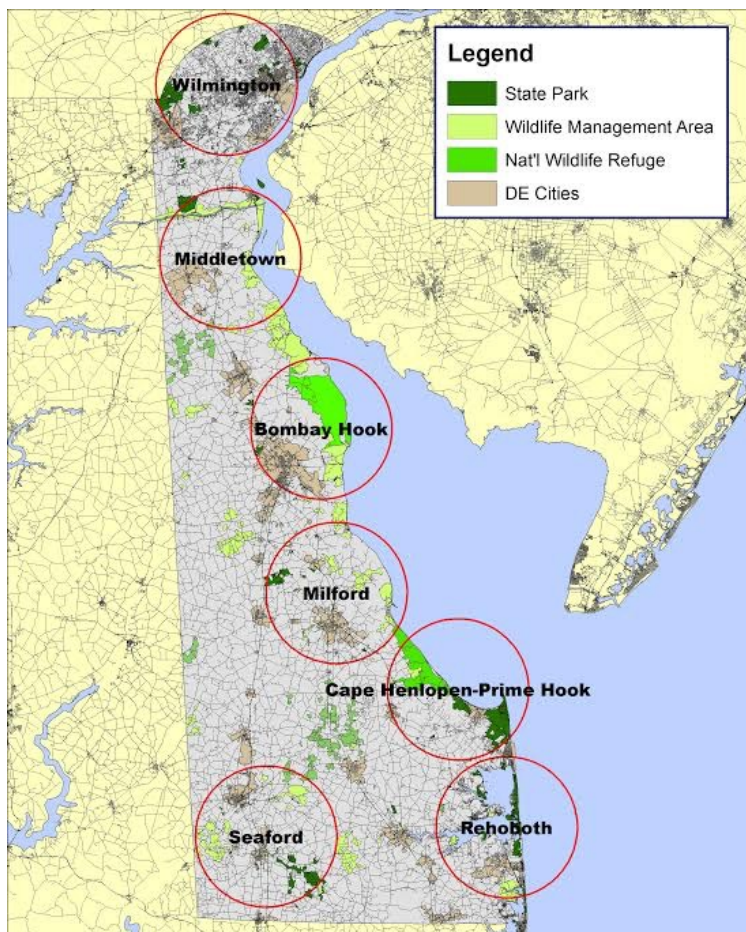 Legend
State Park
Wildlife Management Area
Nat'l Wildlife Refuge
DE Cities
Wilmington
Middletown
Bombay Hook
Milford
Cape Henlopen-Prime Hook
Seaford
Rehoboth